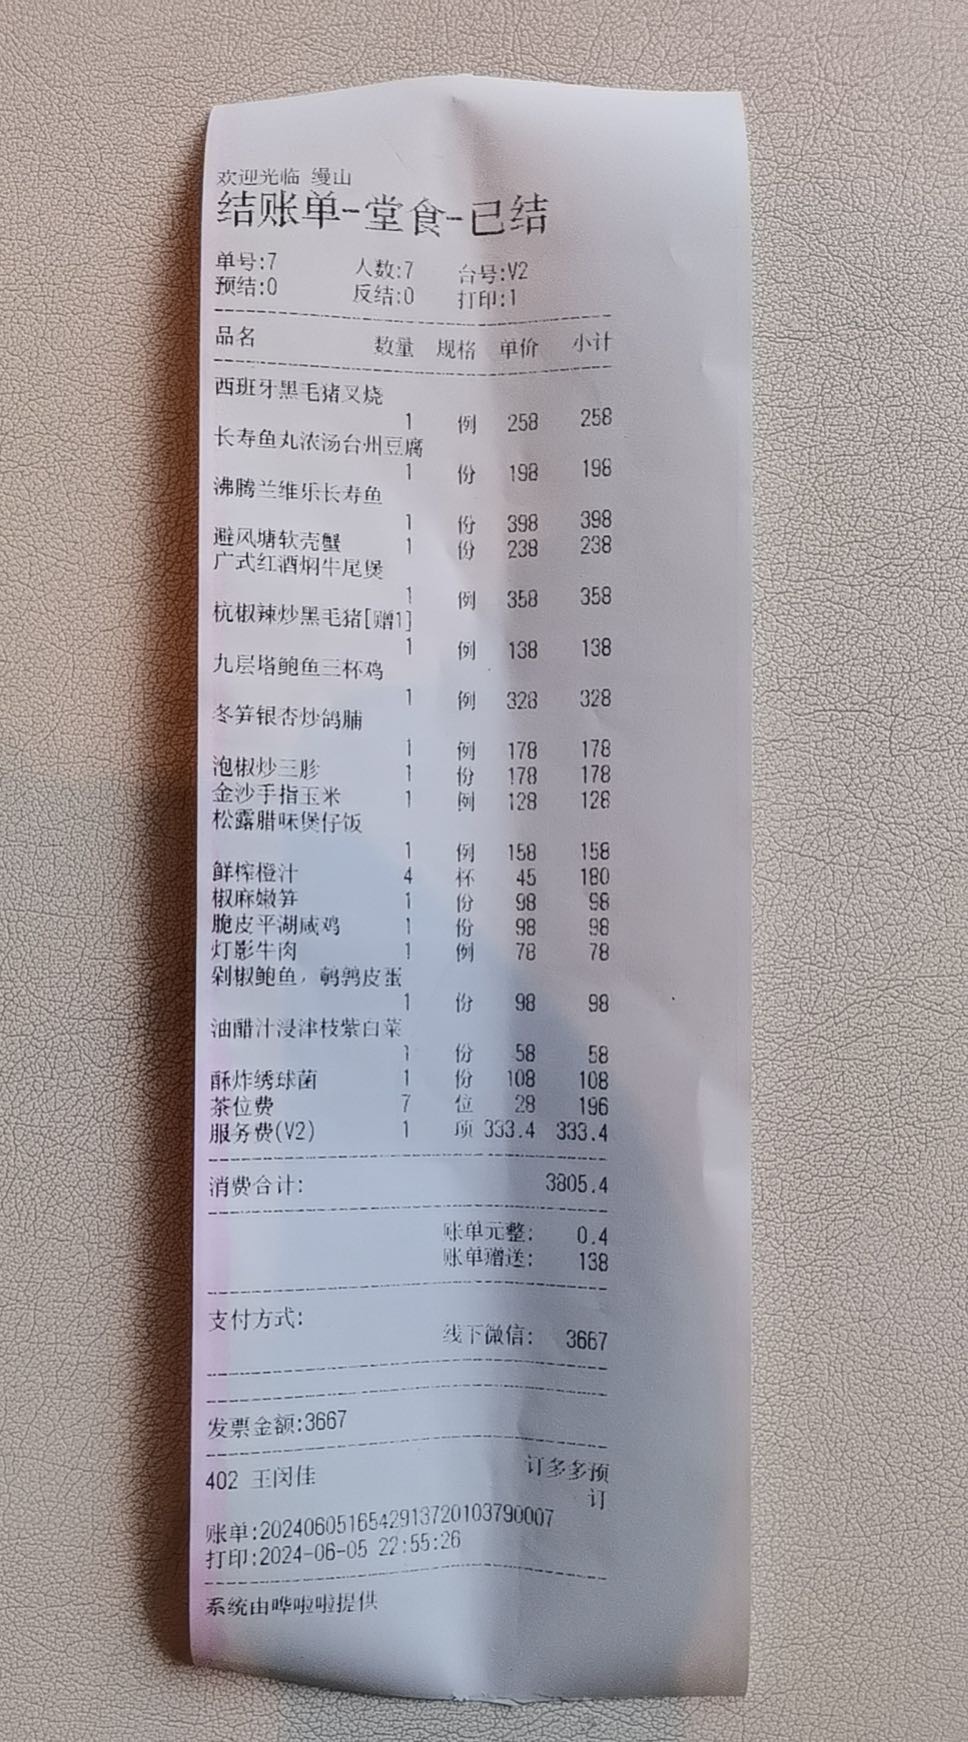 欢迎光临 缦山
结账单-堂食-已结
单号:7 人数:7 台号:V2
预结:0 反结:0 打印:1
品名 数量 规格 单价 小计
西班牙黑毛猪叉烧
1 例 258 258
长寿鱼丸浓汤台州豆腐
1 份 198 198
沸腾兰维乐长寿鱼
1 份 398 398
避风塘软壳蟹 1 份 238 238
广式红酒焖牛尾煲
1 例 358 358
杭椒辣炒黑毛猪[赠1]
1 例 138 138
九层塔鲍鱼三杯鸡
1 例 328 328
冬笋银杏炒鸽脯
1 例 178 178
泡椒炒三胗 1 份 178 178
金沙手指玉米 1 例 128 128
松露腊味煲仔饭
1 例 158 158
鲜榨橙汁 4 杯 45 180
椒麻嫩笋 1 份 98 98
脆皮平湖咸鸡 1 份 98 98
灯影牛肉 1 例 78 78
剁椒鲍鱼，鹌鹑皮蛋
1 份 98 98
油醋汁浸津枝紫白菜
1 份 58 58
酥炸绣球菌 1 份 108 108
茶位费 7 位 28 196
服务费(V2) 1 项 333.4 333.4
消费合计: 3805.4
账单元整: 0.4
账单赠送: 138
支付方式:
线下微信: 3667
发票金额:3667
402 王闵佳 订多多预
订
账单:20240605165429137201037900​07
打印:2024-06-05 22:55:26
系统由哗啦啦提供